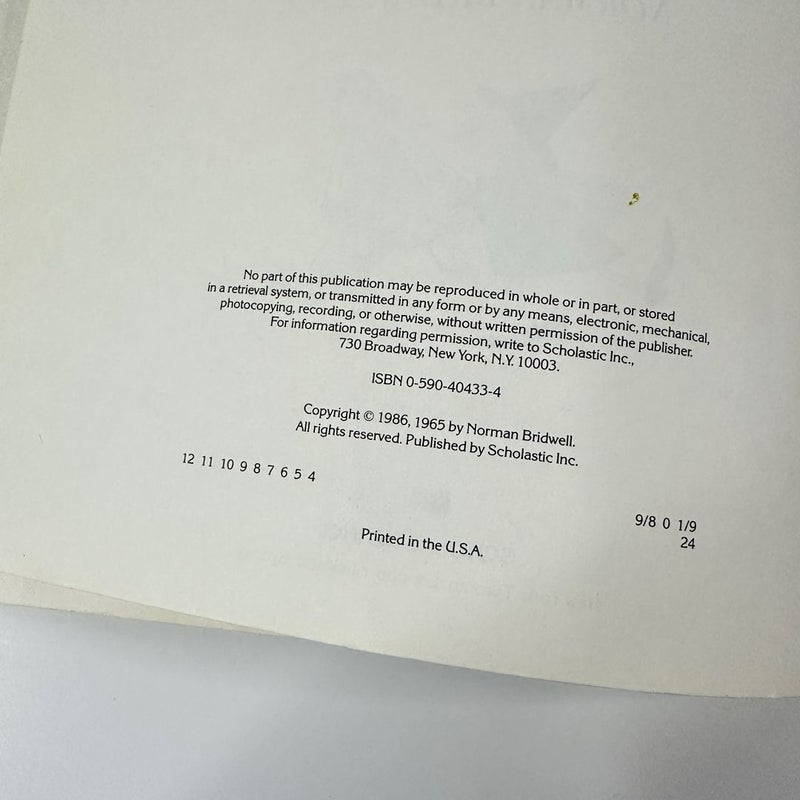 No part of this publication may be reproduced in whole or in part, or stored
in a retrieval system, or transmitted in any form or by any means, electronic, mechanical,
photocopying, recording, or otherwise, without written permission of the publisher.
For information regarding permission, write to Scholastic Inc.,
730 Broadway, New York, N.Y. 10003.
ISBN 0-590-40433-4
Copyright © 1986, 1965 by Norman Bridwell.
All rights reserved. Published by Scholastic Inc.
12 11 10 9 8 7 6 5 4
9/8 0 1/9
24
Printed in the U.S.A.